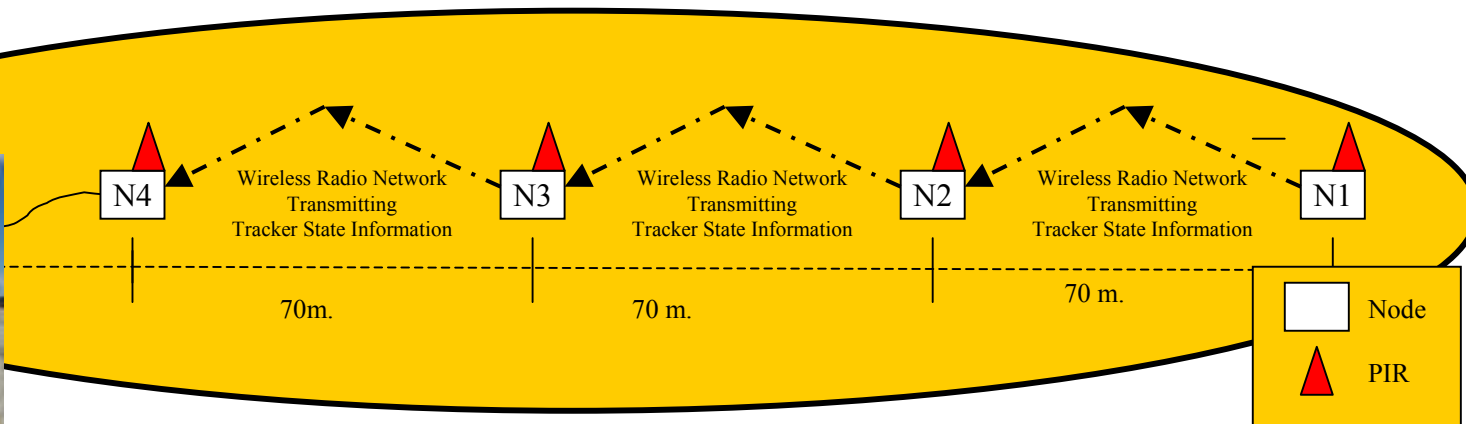 Wireless Radio Network
Transmitting
Tracker State Information
Wireless Radio Network
Transmitting
Tracker State Information
Wireless Radio Network
Transmitting
Tracker State Information
N4
N3
N2
N1
70m.
70 m.
70 m.
Node
PIR